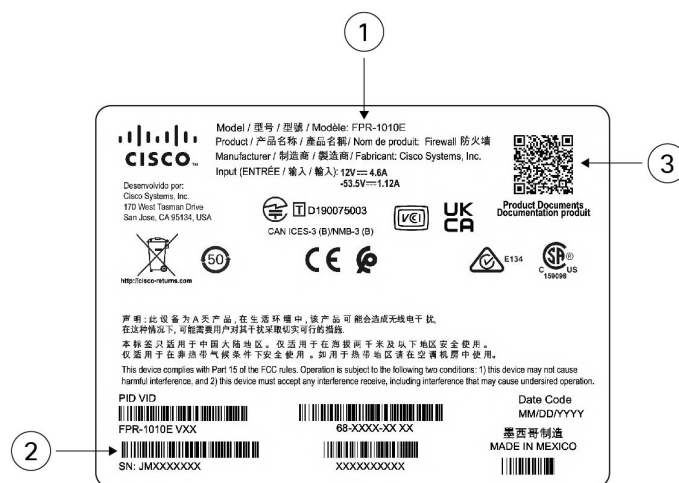 1
CISCO
Model / 型号 / 型號 / Modèle: FPR-1010E
Product / 产品名称 / 產品名稱 / Nom de produit: Firewall 防火墙
Manufacturer / 制造商 / 製造商 / Fabricant: Cisco Systems, Inc.
Input (ENTRÉE / 输入 / 輸入): 12V⎓4.6A
-53.5V⎓1.12A
3
Desenvolvido por:
Cisco Systems, Inc.
170 West Tasman Drive
San Jose, CA 95134, USA
T D190075003
CAN ICES-3 (B)/NMB-3 (B)
VCI
UK
CA
Product Documents
Documentation produit
http://cisco-returns.com
50
CE
E134
SA
C US
159098
声明:此设备为A类产品,在生活环境中,该产品可能会造成无线电干扰,
在这种情况下,可能需要用户对其干扰采取切实可行的措施.
本标签只适用于中国大陆地区。仅适用于在海拔两千米及以下地区安全使用。
仅适用于在非热带气候条件下安全使用。如用于热带地区请在空调机房中使用。
This device complies with Part 15 of the FCC rules. Operation is subject to the following two conditions: 1) this device may not cause
harmful interference, and 2) this device must accept any interference receive, including interference that may cause undersired operation.
PID VID
FPR-1010E VXX
68-XXXX-XX XX
Date Code
MM/DD/YYYY
2
SN: JMXXXXXXX
XXXXXXXXXX
墨西哥制造
MADE IN MEXICO